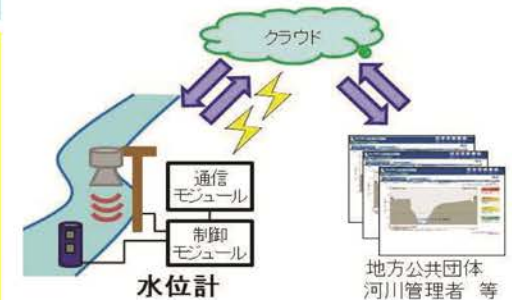 クラウド
通信
モジュール
制御
モジュール
水位計
地方公共団体
河川管理者 等